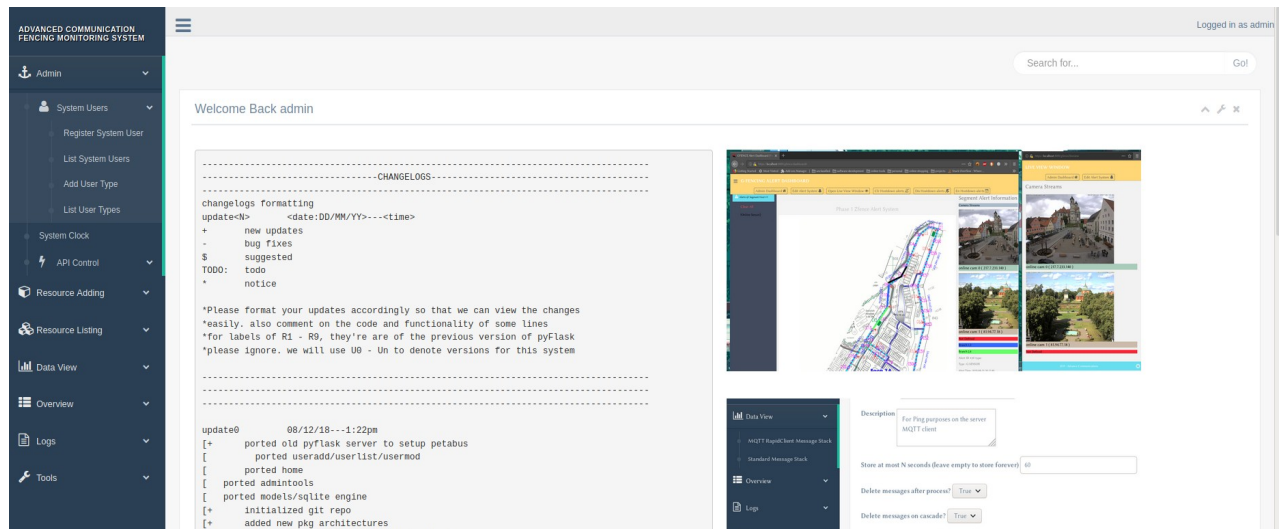 ADVANCED COMMUNICATION
FENCING MONITORING SYSTEM
Logged in as admin
Admin
System Users
Register System User
List System Users
Add User Type
List User Types
System Clock
API Control
Resource Adding
Resource Listing
Data View
Overview
Logs
Tools
Search for...
Go!
Welcome Back admin
--------------------------------------------------------------------------------
CHANGELOGS-----------------------------------
--------------------------------------------------------------------------------
changelogs formatting
update<N> <date:DD/MM/YY>---<time>
+ new updates
- bug fixes
$ suggested
TODO: todo
* notice
*Please format your updates accordingly so that we can view the changes
*easily. also comment on the code and functionality of some lines
*for labels of R1 - R9, they're are of the previous version of pyFlask
*please ignore. we will use U0 - Un to denote versions for this system
--------------------------------------------------------------------------------
--------------------------------------------------------------------------------
--------------------------------------------------------------------------------
update0 08/12/18---1:22pm
[+ ported old pyflask server to setup petabus
[ ported useradd/userlist/usermod
[ ported home
[ ported admintools
[ ported models/sqlite engine
[+ initialized git repo
[+ added new pkg architectures
Segment Alert Information
Camera Streams
Data View
MQTT RapidClient Message Stack
Standard Message Stack
Overview
Logs
Description
For Ping purposes on the server
MQTT client
Store at most N seconds (leave empty to store forever)
60
Delete messages after process? True
Delete messages on cascade? True